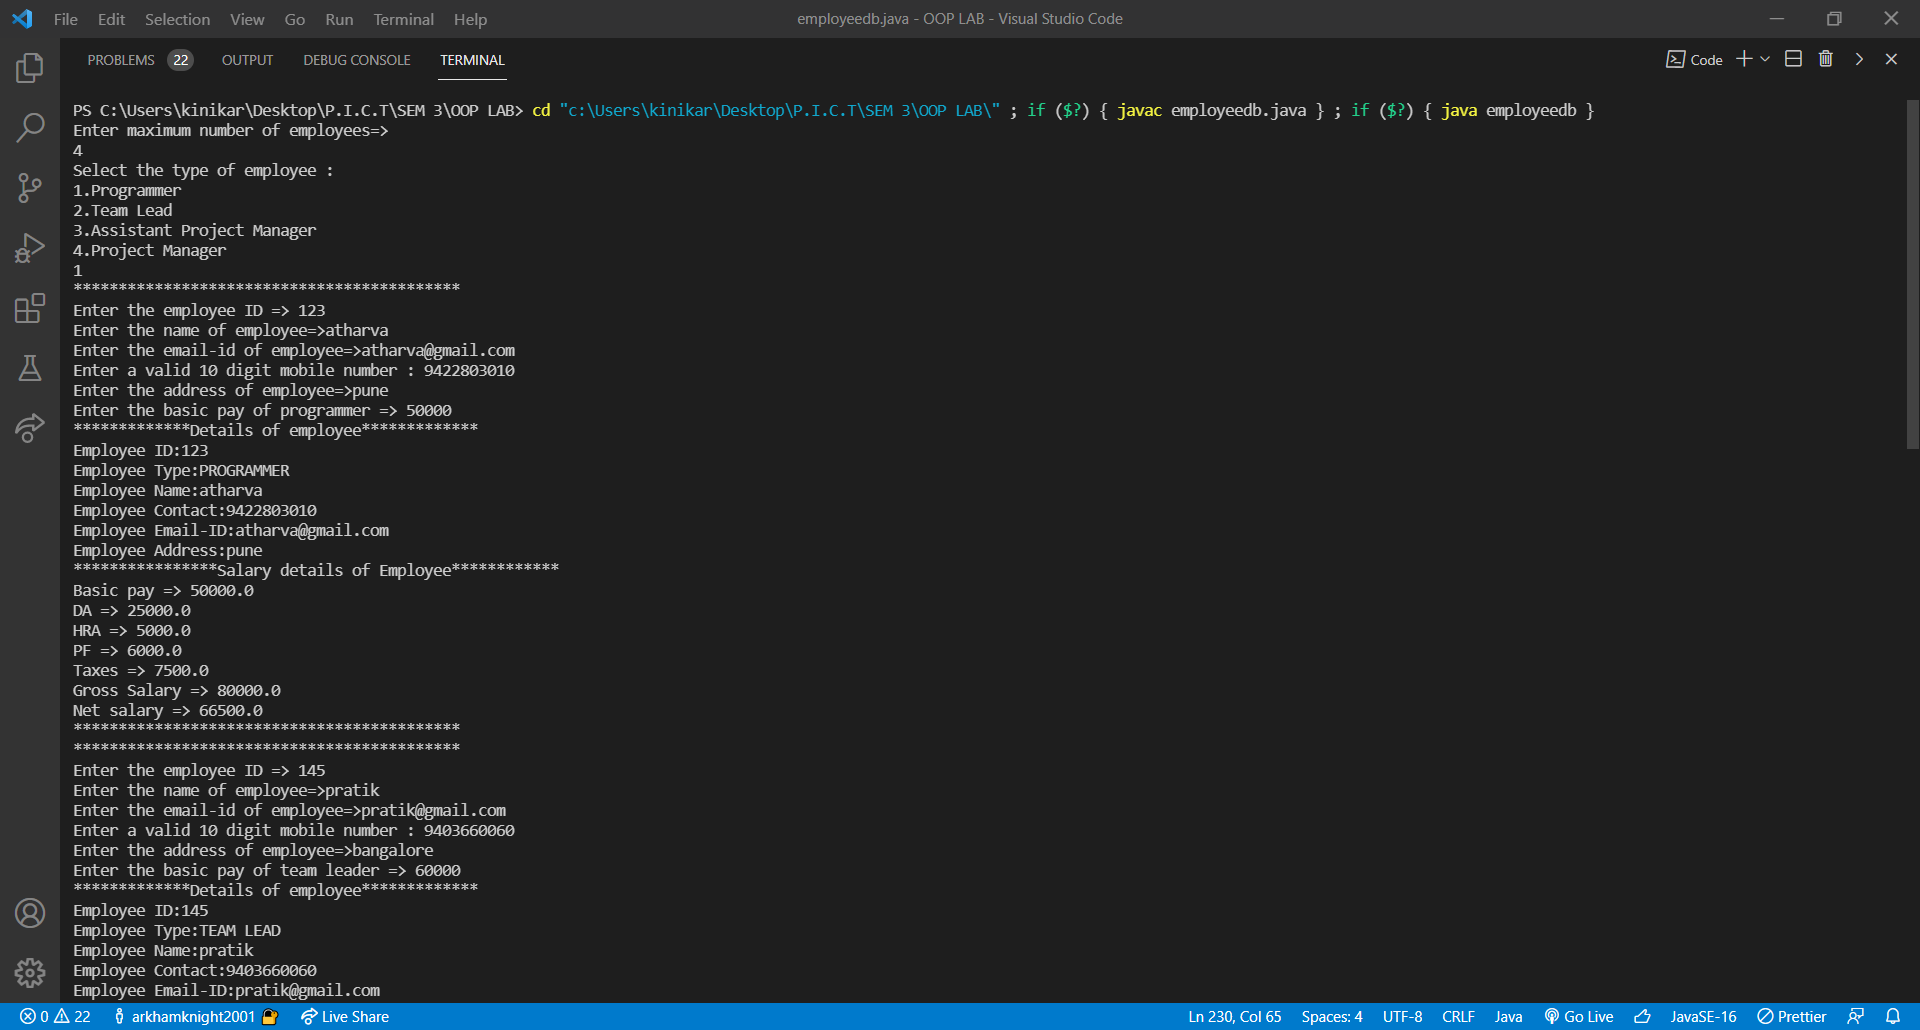 File Edit Selection View Go Run Terminal Help employeedb.java - OOP LAB - Visual Studio Code
PROBLEMS 22 OUTPUT DEBUG CONSOLE TERMINAL Code
PS C:\Users\kinikar\Desktop\P.I.C.T\SEM 3\OOP LAB> cd "c:\Users\kinikar\Desktop\P.I.C.T\SEM 3\OOP LAB\" ; if ($?) { javac employeedb.java } ; if ($?) { java employeedb }
Enter maximum number of employees=>
4
Select the type of employee :
1.Programmer
2.Team Lead
3.Assistant Project Manager
4.Project Manager
1
*******************************************
Enter the employee ID => 123
Enter the name of employee=>atharva
Enter the email-id of employee=>atharva@gmail.com
Enter a valid 10 digit mobile number : 9422803010
Enter the address of employee=>pune
Enter the basic pay of programmer => 50000
*************Details of employee*************
Employee ID:123
Employee Type:PROGRAMMER
Employee Name:atharva
Employee Contact:9422803010
Employee Email-ID:atharva@gmail.com
Employee Address:pune
****************Salary details of Employee************
Basic pay => 50000.0
DA => 25000.0
HRA => 5000.0
PF => 6000.0
Taxes => 7500.0
Gross Salary => 80000.0
Net salary => 66500.0
*******************************************
*******************************************
Enter the employee ID => 145
Enter the name of employee=>pratik
Enter the email-id of employee=>pratik@gmail.com
Enter a valid 10 digit mobile number : 9403660060
Enter the address of employee=>bangalore
Enter the basic pay of team leader => 60000
*************Details of employee*************
Employee ID:145
Employee Type:TEAM LEAD
Employee Name:pratik
Employee Contact:9403660060
Employee Email-ID:pratik@gmail.com
0 22 arkhamknight2001 Live Share Ln 230, Col 65 Spaces: 4 UTF-8 CRLF Java Go Live JavaSE-16 Prettier